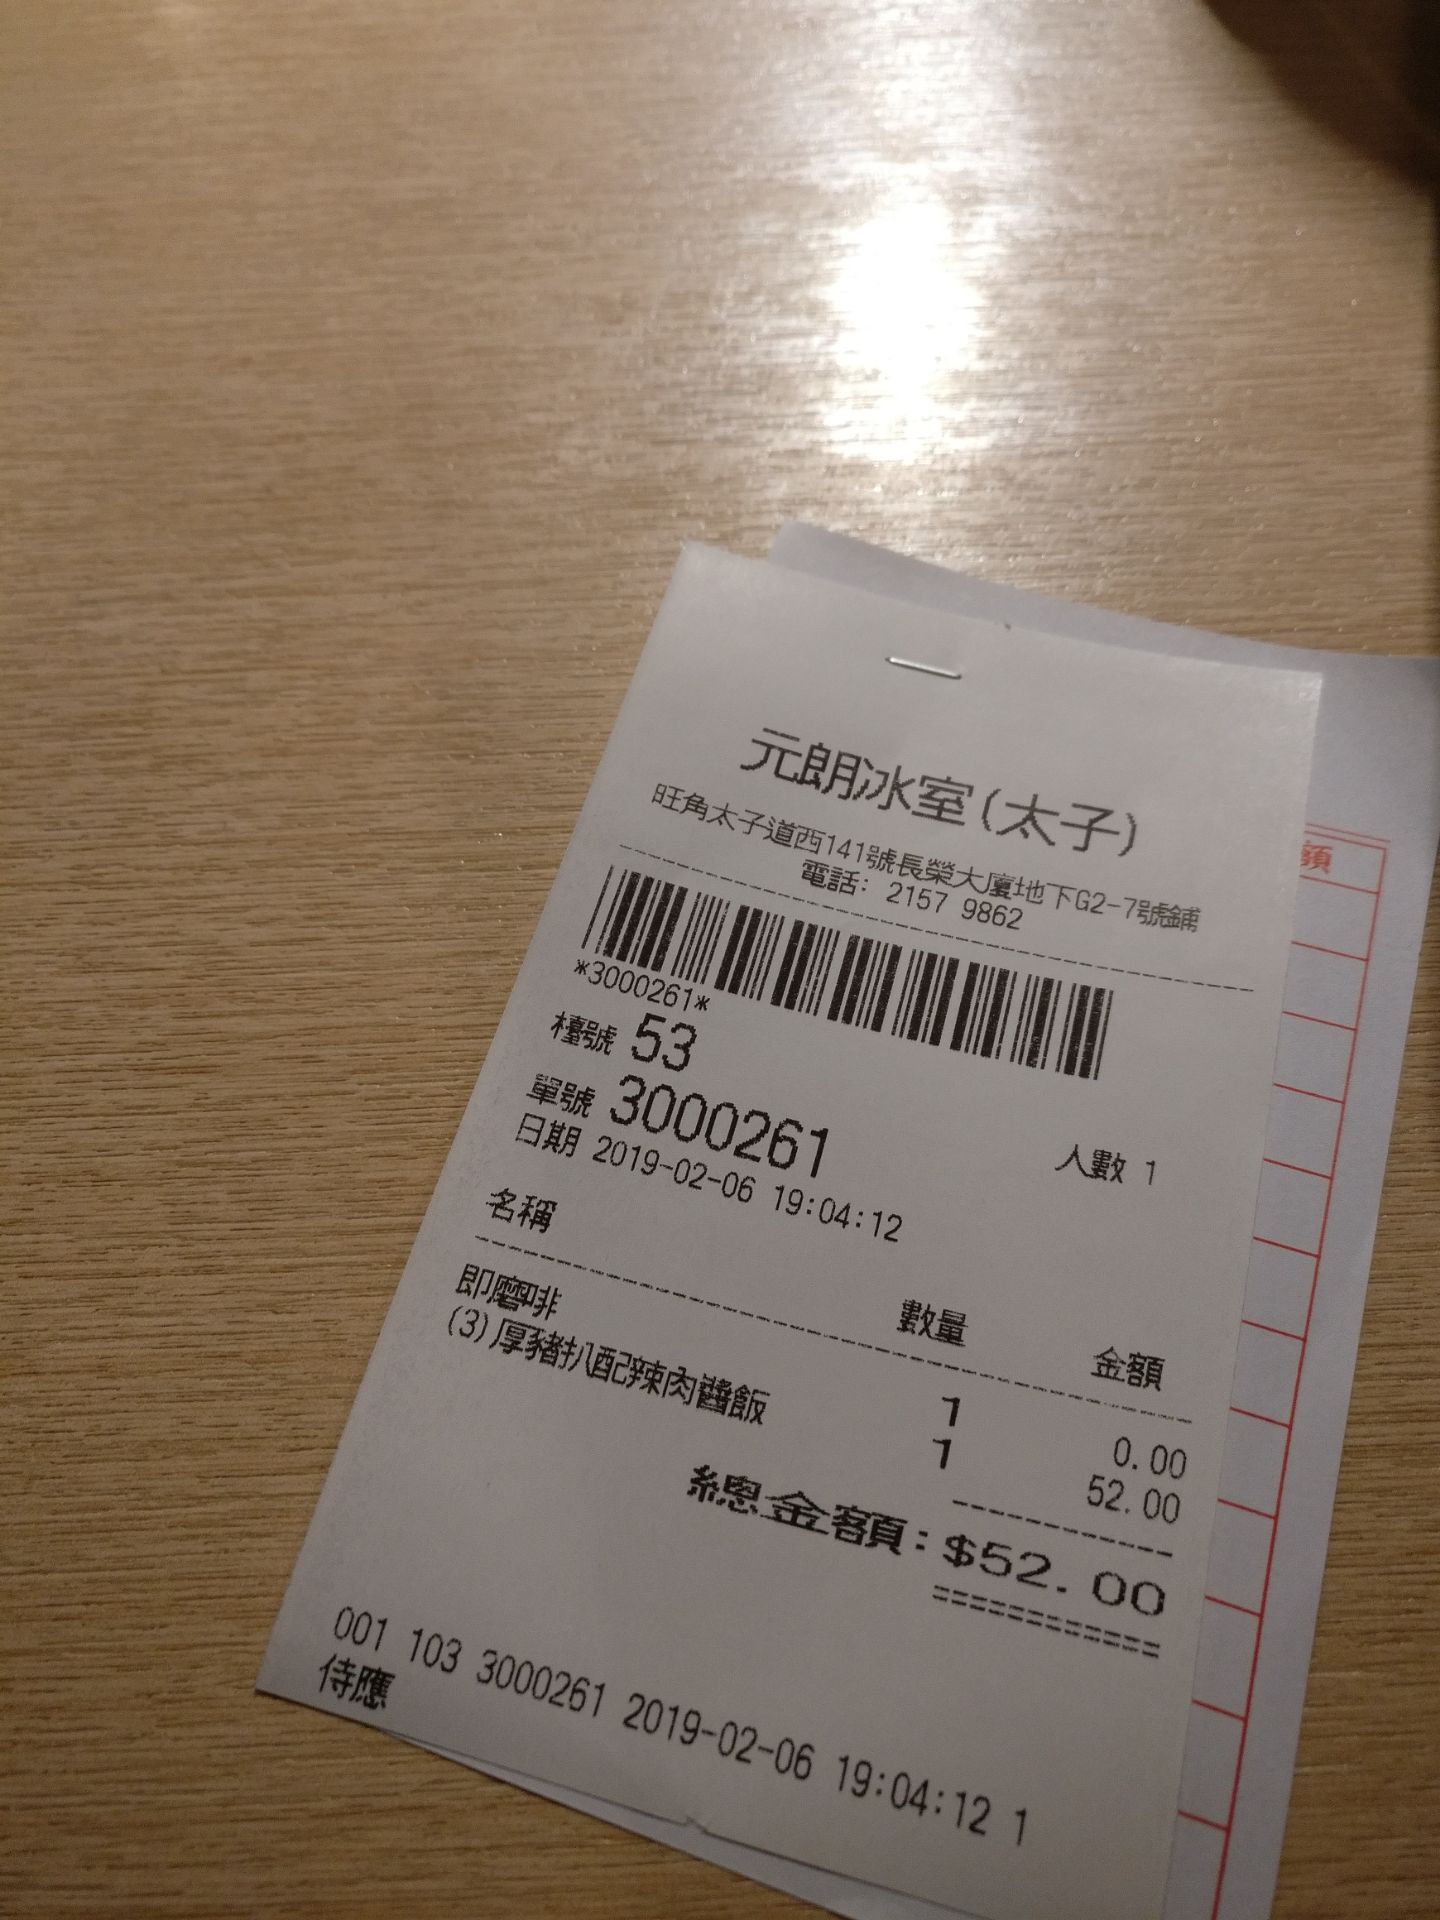 元朗冰室(太子)
旺角太子道西141號長榮大廈地下G2-7號鋪
電話: 2157 9862
*3000261*
檯號 53
單號 3000261 人數 1
日期 2019-02-06 19:04:12
名稱 數量 金額
即磨啡 1 0.00
(3)厚豬扒配辣肉醬飯 1 52.00
總金額:$52.00
001 103 3000261 2019-02-06 19:04:12 1
侍應
額